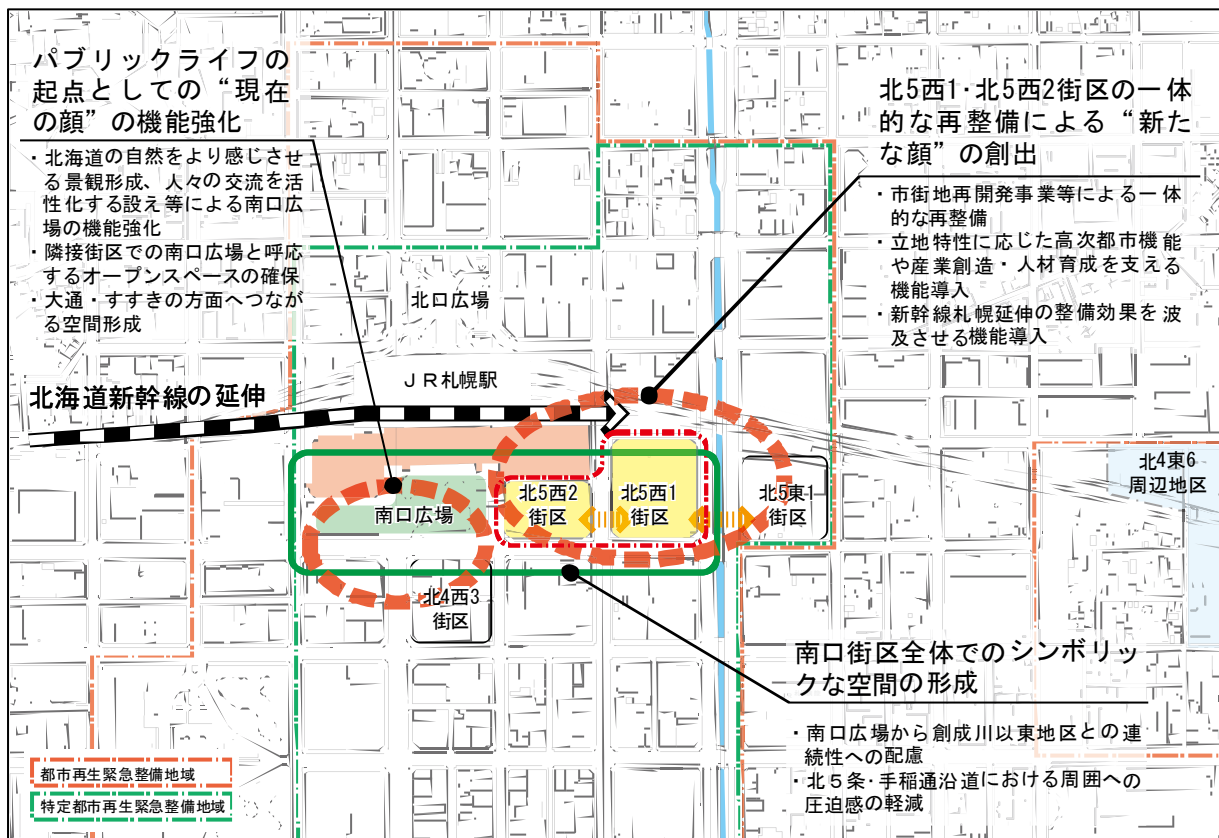 パブリックライフの
起点としての“現在
の顔”の機能強化
・北海道の自然をより感じさせ
る景観形成、人々の交流を活
性化する設え等による南口広
場の機能強化
・隣接街区での南口広場と呼応
するオープンスペースの確保
・大通・すすきの方面へつなが
る空間形成
北5西1・北5西2街区の一体
的な再整備による“新た
な顔”の創出
・市街地再開発事業等による一体
的な再整備
・立地特性に応じた高次都市機能
や産業創造・人材育成を支える
機能導入
・新幹線札幌延伸の整備効果を波
及させる機能導入
北口広場
JR札幌駅
北海道新幹線の延伸
南口広場
北5西2
街区
北5西1
街区
北5東1
街区
北4東6
周辺地区
北4西3
街区
南口街区全体でのシンボリッ
クな空間の形成
・南口広場から創成川以東地区との連
続性への配慮
・北5条・手稲通沿道における周囲への
圧迫感の軽減
都市再生緊急整備地域
特定都市再生緊急整備地域